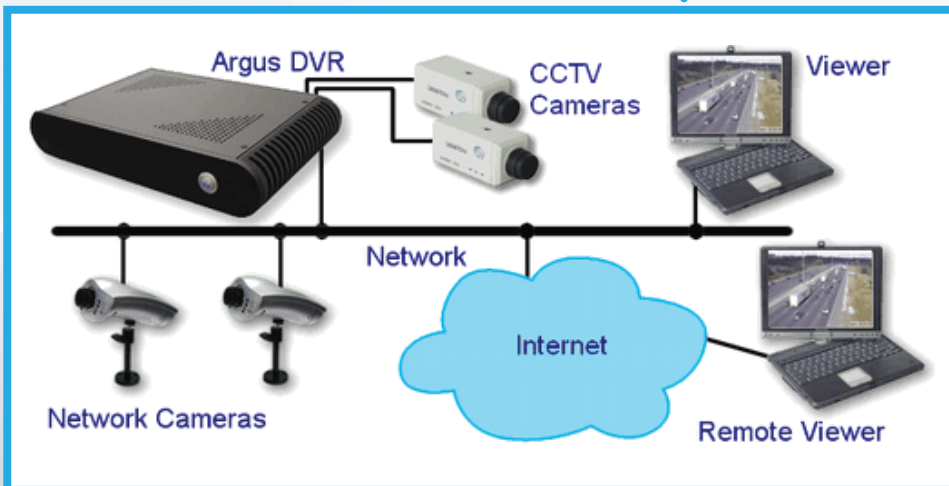 Argus DVR
CCTV
Cameras
Viewer
Network
Internet
Network Cameras
Remote Viewer